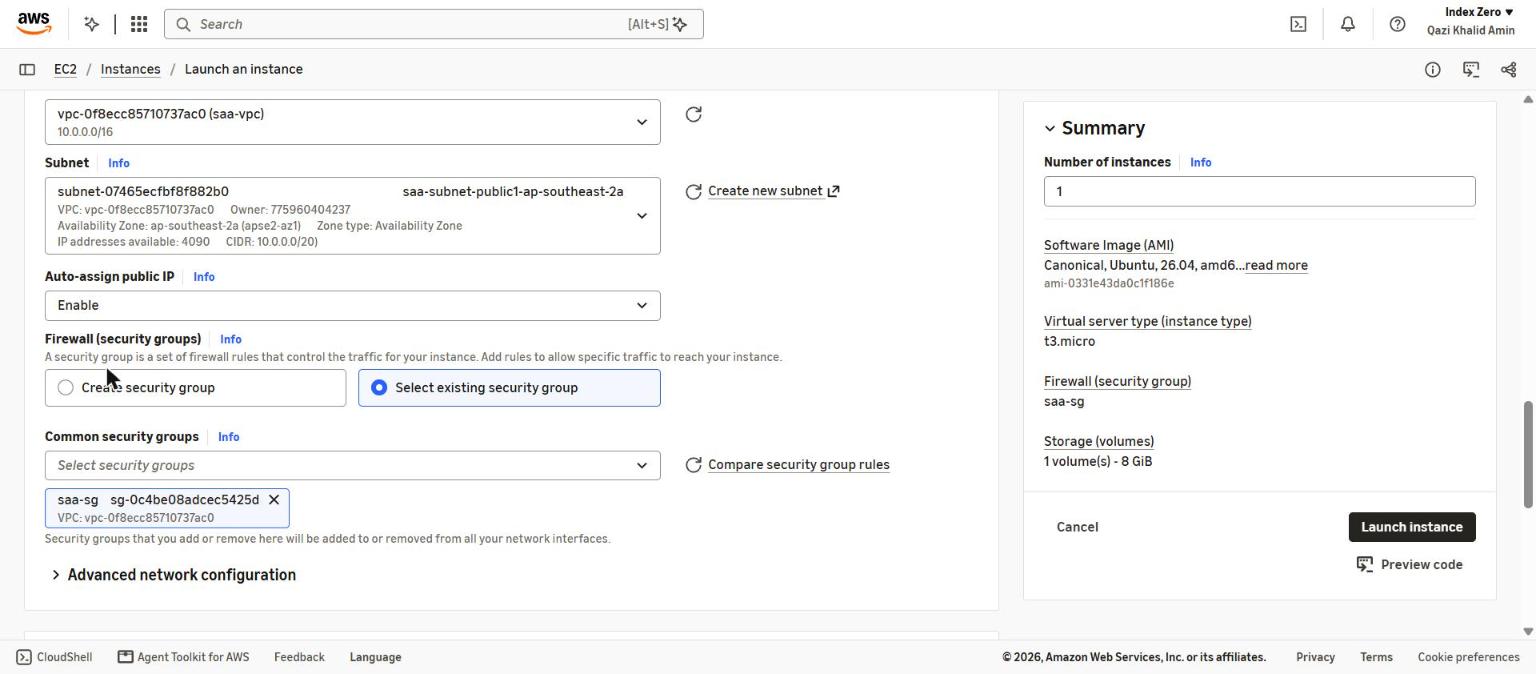 aws
Search
[Alt+S]
Index Zero ▼
Qazi Khalid Amin
EC2 / Instances / Launch an instance
vpc-0f8ecc85710737ac0 (saa-vpc)
10.0.0.0/16
Subnet Info
subnet-07465ecfbf8f882b0 saa-subnet-public1-ap-southeast-2a
VPC: vpc-0f8ecc85710737ac0 Owner: 775960404237
Availability Zone: ap-southeast-2a (apse2-az1) Zone type: Availability Zone
IP addresses available: 4090 CIDR: 10.0.0.0/20)
Create new subnet
Auto-assign public IP Info
Enable
Firewall (security groups) Info
A security group is a set of firewall rules that control the traffic for your instance. Add rules to allow specific traffic to reach your instance.
Create security group
Select existing security group
Common security groups Info
Select security groups
Compare security group rules
saa-sg sg-0c4be08adcec5425d
VPC: vpc-0f8ecc85710737ac0
Security groups that you add or remove here will be added to or removed from all your network interfaces.
Advanced network configuration
Summary
Number of instances Info
1
Software Image (AMI)
Canonical, Ubuntu, 26.04, amd6...read more
ami-0331e43da0c1f186e
Virtual server type (instance type)
t3.micro
Firewall (security group)
saa-sg
Storage (volumes)
1 volume(s) - 8 GiB
Cancel
Launch instance
Preview code
CloudShell
Agent Toolkit for AWS
Feedback
Language
© 2026, Amazon Web Services, Inc. or its affiliates.
Privacy
Terms
Cookie preferences